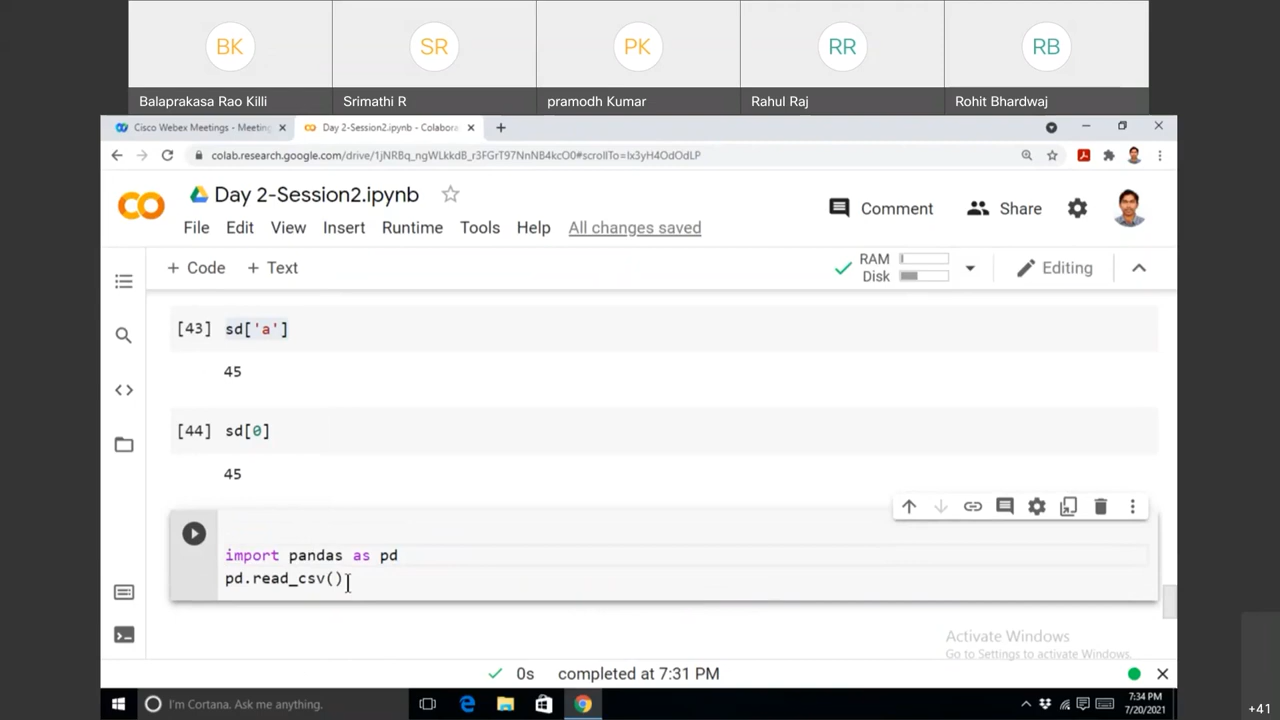 BK
SR
PK
RR
RB
Balaprakasa Rao Killi
Srimathi R
pramodh Kumar
Rahul Raj
Rohit Bhardwaj
Cisco Webex Meetings - Meeting
Day 2-Session2.ipynb - Colabora
colab.research.google.com/drive/1jNRBq_ngWLkkdB_r3FGrT97NnNB4kcO0#scrollTo=lx3yH4OdOdLP
Day 2-Session2.ipynb
Comment
Share
File Edit View Insert Runtime Tools Help All changes saved
+ Code + Text
RAM
Disk
Editing
[43] sd['a']
45
[44] sd[0]
45
import pandas as pd
pd.read_csv()
Activate Windows
Go to Settings to activate Windows.
0s completed at 7:31 PM
I'm Cortana. Ask me anything.
7:34 PM
7/20/2021
+41